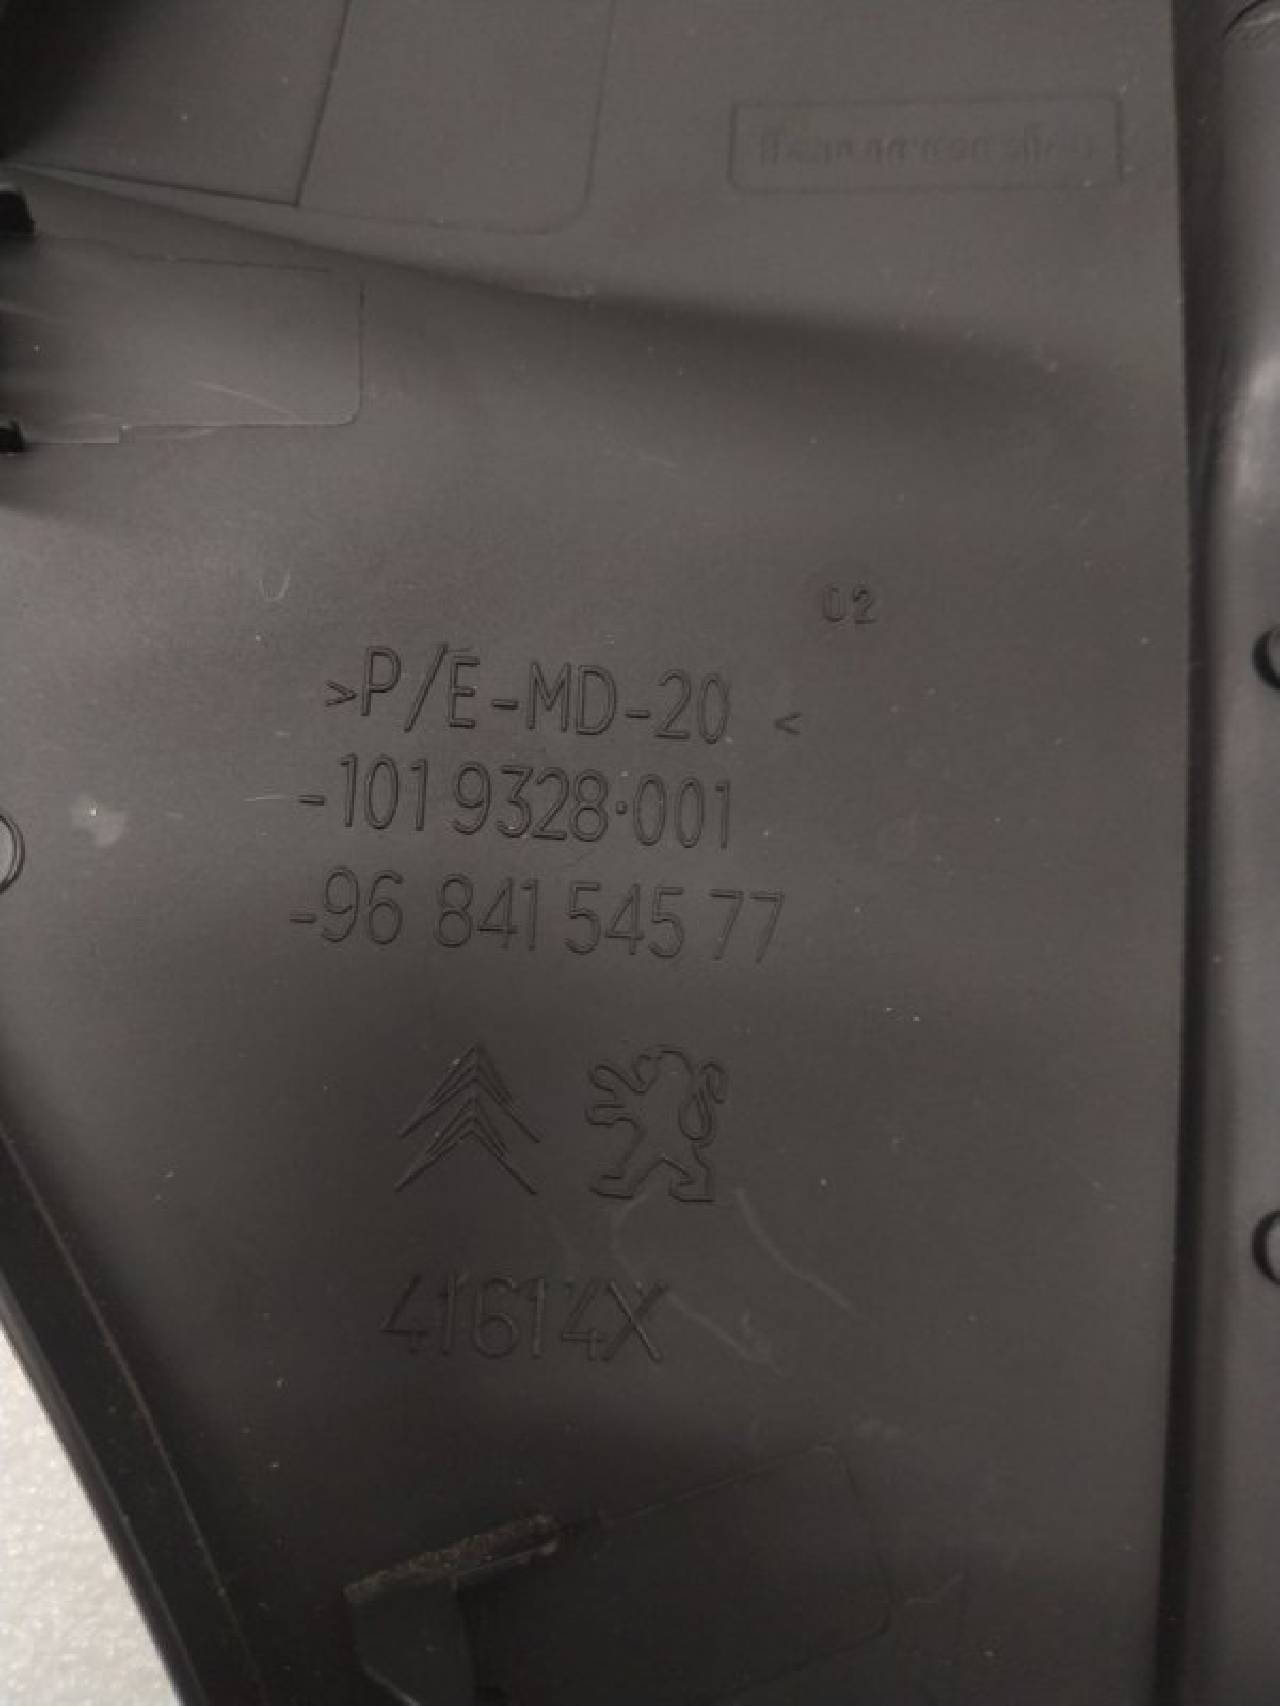 02
>P/E-MD-20 <
-101 9328·001
-96 841 545 77
41614X